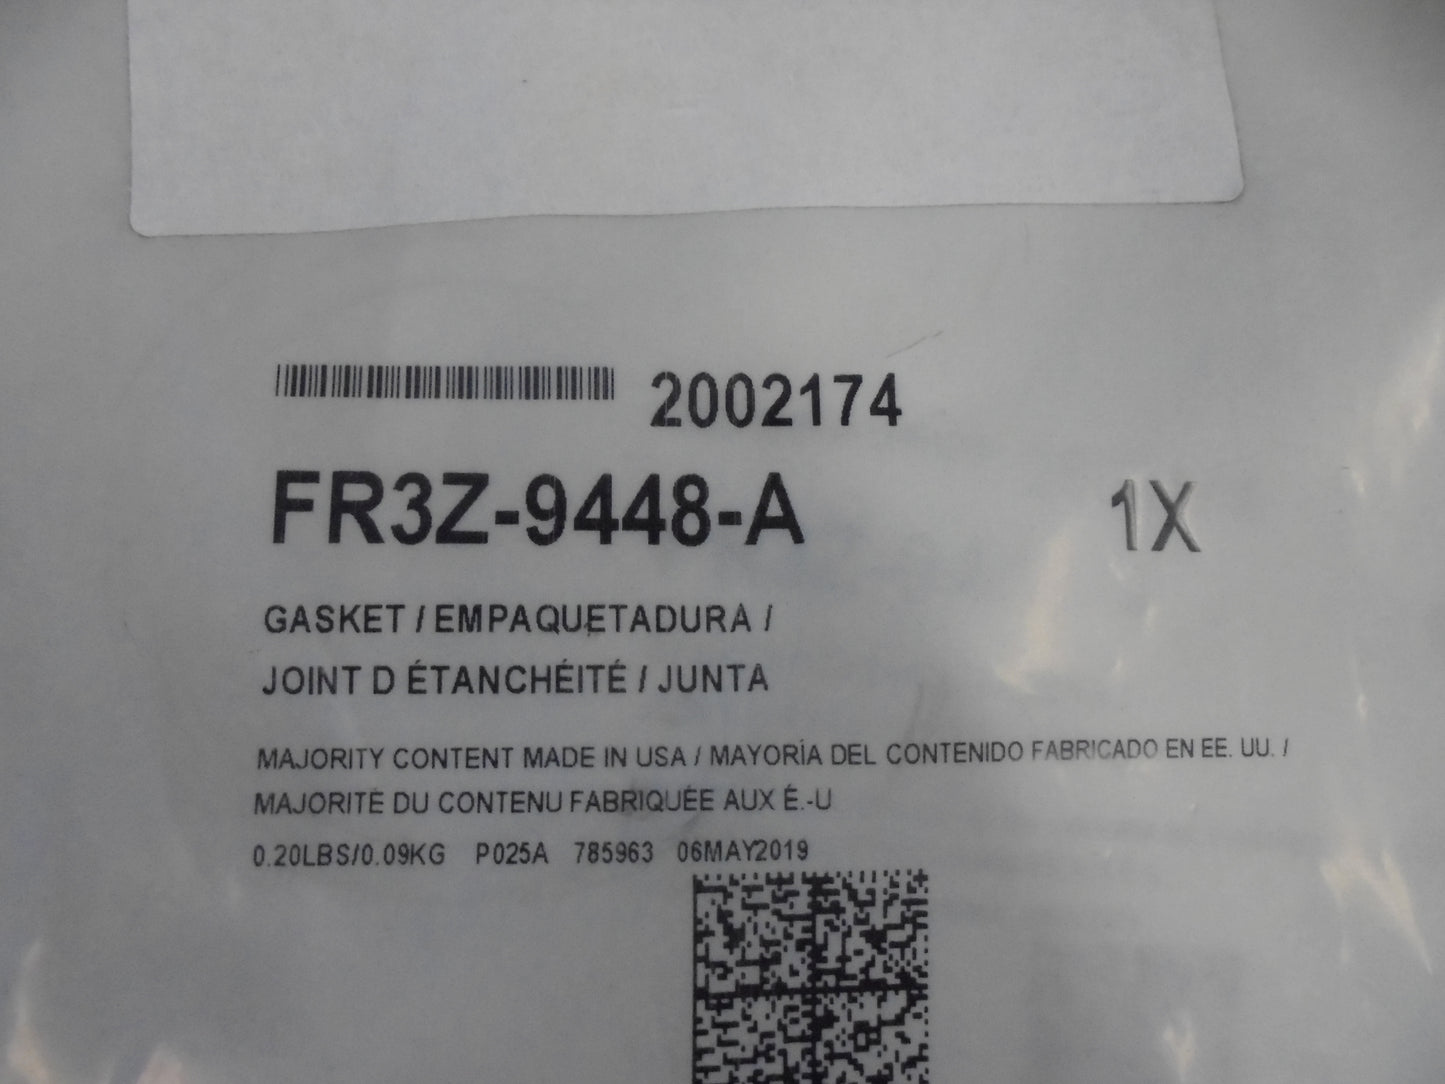 2002174
FR3Z-9448-A 1X
GASKET / EMPAQUETADURA /
JOINT D ÉTANCHÉITÉ / JUNTA
MAJORITY CONTENT MADE IN USA / MAYORÍA DEL CONTENIDO FABRICADO EN EE. UU. /
MAJORITÉ DU CONTENU FABRIQUÉE AUX É.-U
0.20LBS/0.09KG P025A 785963 06MAY2019